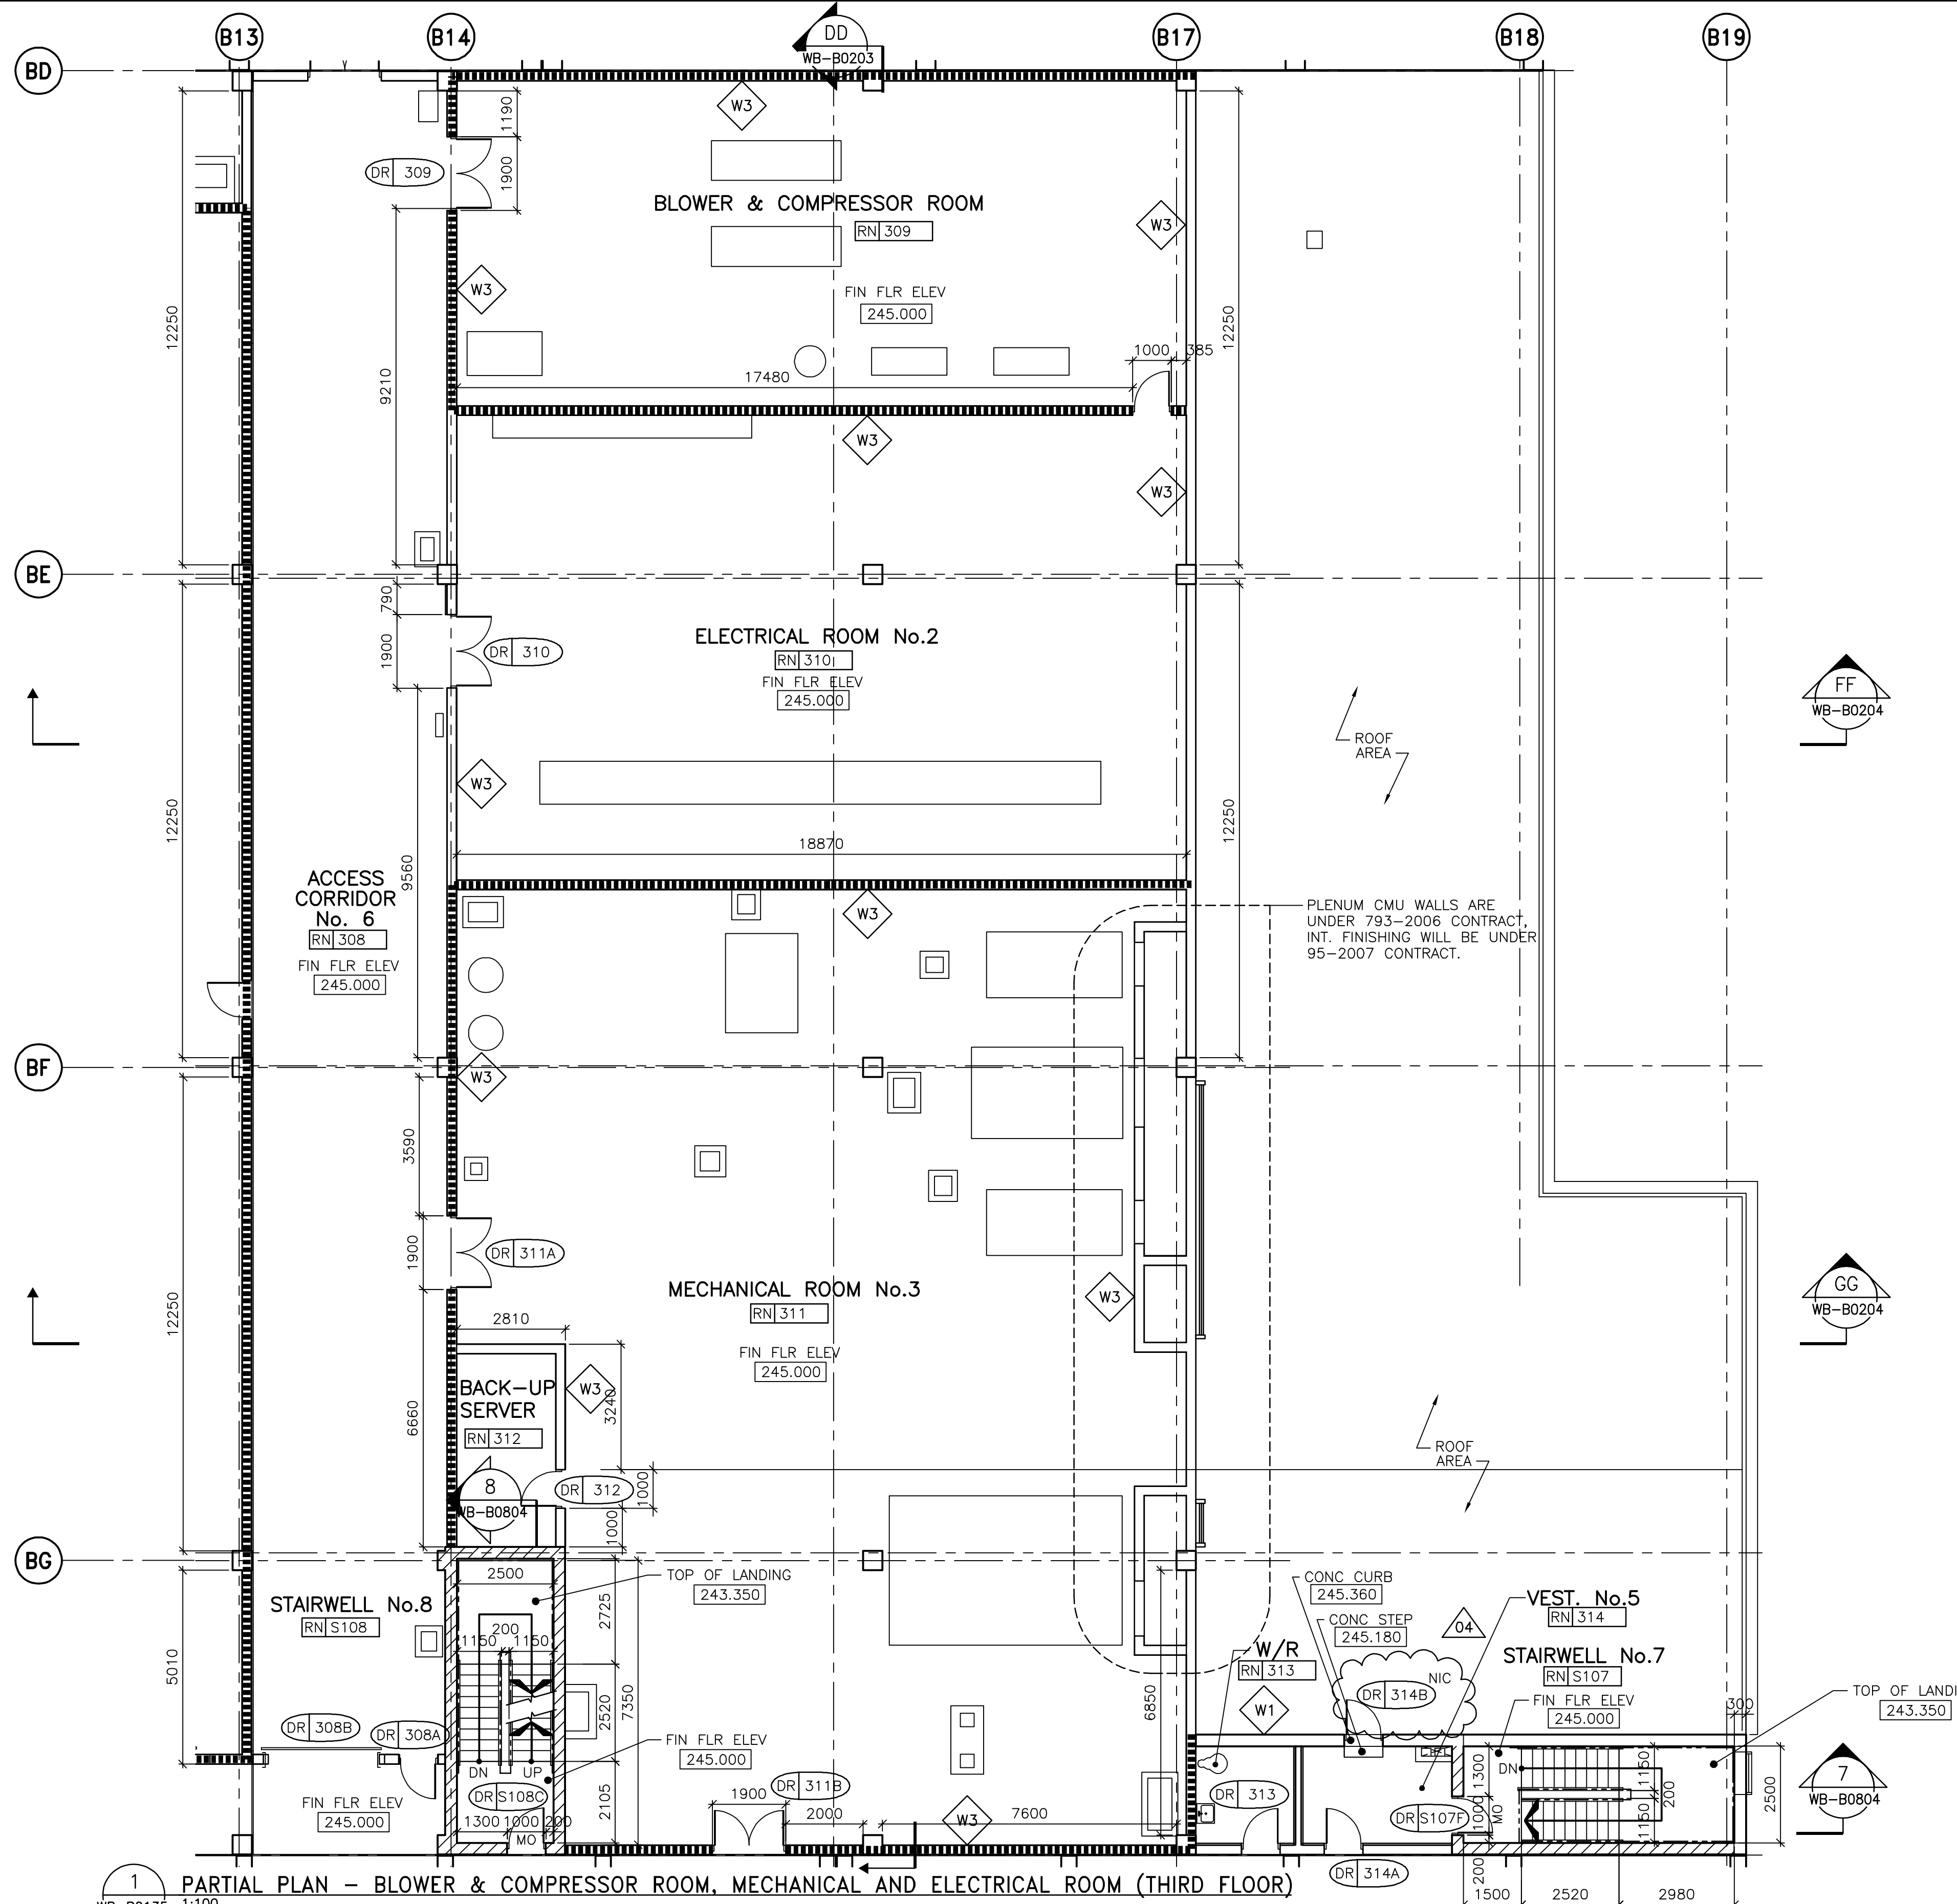 B13
B14
DD
WB-B0203
B17
B18
B19
BD
1190
W3
1900
DR 309
BLOWER & COMPRESSOR ROOM
RN 309
W3
W3
FIN FLR ELEV
245.000
12250
12250
9210
1000
385
17480
W3
W3
BE
790
1900
DR 310
ELECTRICAL ROOM No.2
RN 310
FIN FLR ELEV
245.000
FF
WB-B0204
ROOF
AREA
W3
12250
12250
18870
9560
ACCESS
CORRIDOR
No. 6
RN 308
FIN FLR ELEV
245.000
W3
PLENUM CMU WALLS ARE
UNDER 793-2006 CONTRACT,
INT. FINISHING WILL BE UNDER
95-2007 CONTRACT.
BF
W3
3590
1900
DR 311A
MECHANICAL ROOM No.3
RN 311
W3
GG
WB-B0204
12250
2810
FIN FLR ELEV
245.000
BACK-UP
SERVER
RN 312
W3
3240
6660
ROOF
AREA
8
WB-B0804
DR 312
1000
1000
BG
2500
TOP OF LANDING
243.350
2725
CONC CURB
245.360
CONC STEP
245.180
VEST. No.5
RN 314
04
STAIRWELL No.8
RN S108
200
1150
1150
5010
W/R
RN 313
NIC
STAIRWELL No.7
RN S107
DR 314B
FIN FLR ELEV
245.000
TOP OF LANDI
243.350
300
W1
6850
2520
7350
DR 308B
DR 308A
FIN FLR ELEV
245.000
DN
UP
DN
DR S108C
DR 311B
1900
2000
7600
W3
DR 313
DR S107F
1300
1000
MO
1150
1150
200
2500
7
WB-B0804
FIN FLR ELEV
245.000
2105
1300
1000
200
MO
DR 314A
200
1500
2520
2980
1
PARTIAL PLAN - BLOWER & COMPRESSOR ROOM, MECHANICAL AND ELECTRICAL ROOM (THIRD FLOOR)
1:100